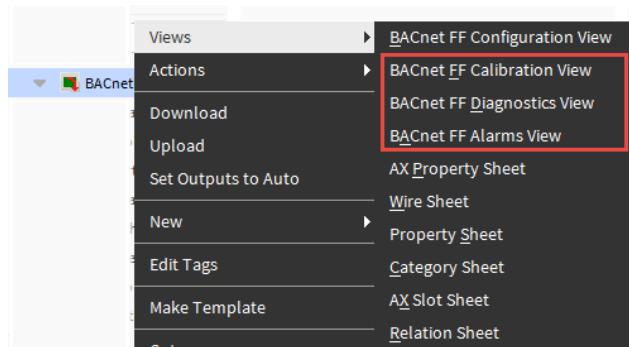 BACnet
Views
Actions
Download
Upload
Set Outputs to Auto
New
Edit Tags
Make Template
BACnet FF Configuration View
BACnet FF Calibration View
BACnet FF Diagnostics View
BACnet FF Alarms View
AX Property Sheet
Wire Sheet
Property Sheet
Category Sheet
AX Slot Sheet
Relation Sheet